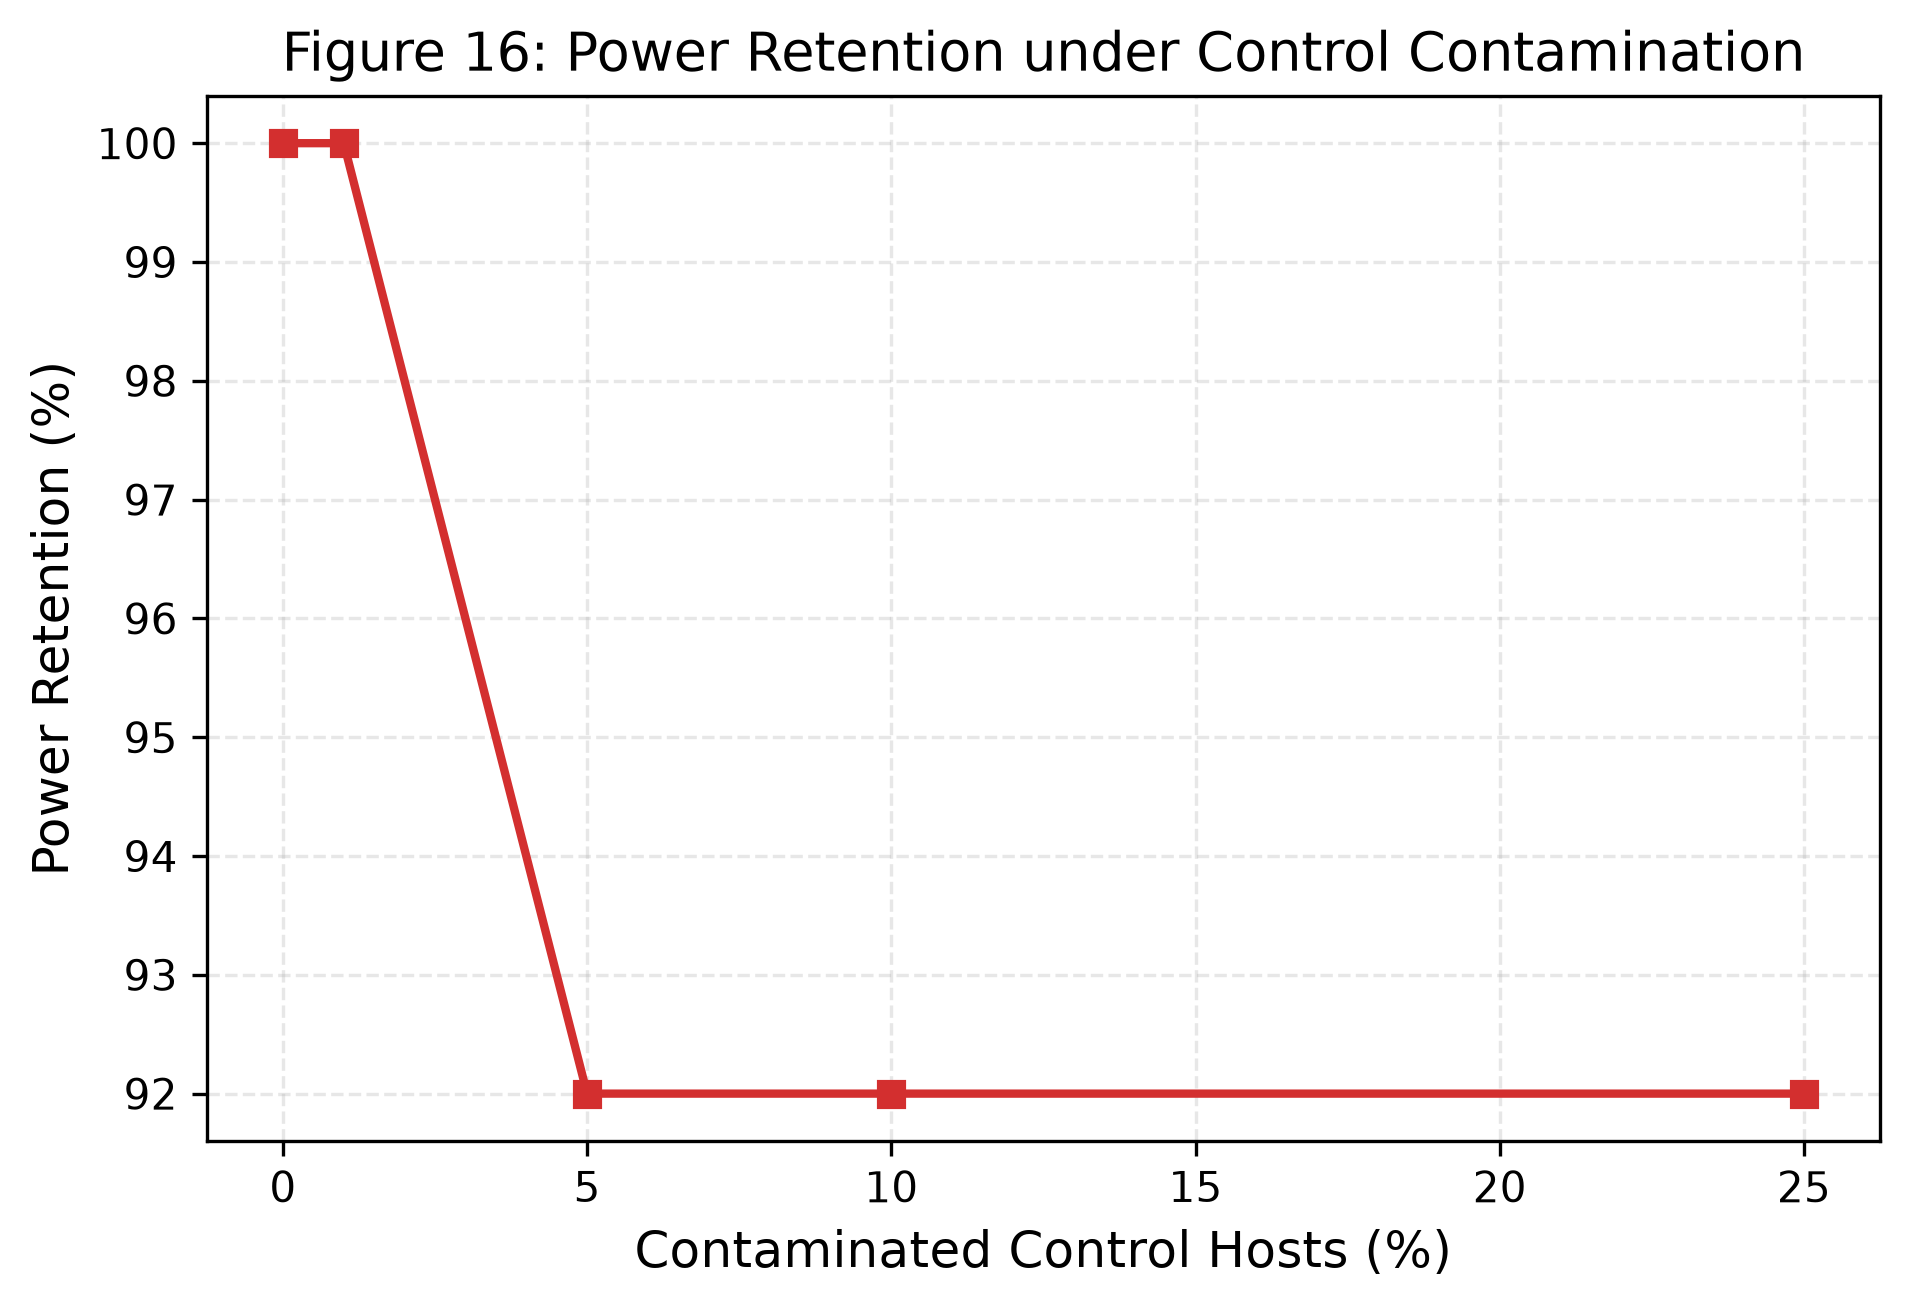 Figure 16: Power Retention under Control Contamination
Power Retention (%)
100
99
98
97
96
95
94
93
92
0 5 10 15 20 25
Contaminated Control Hosts (%)